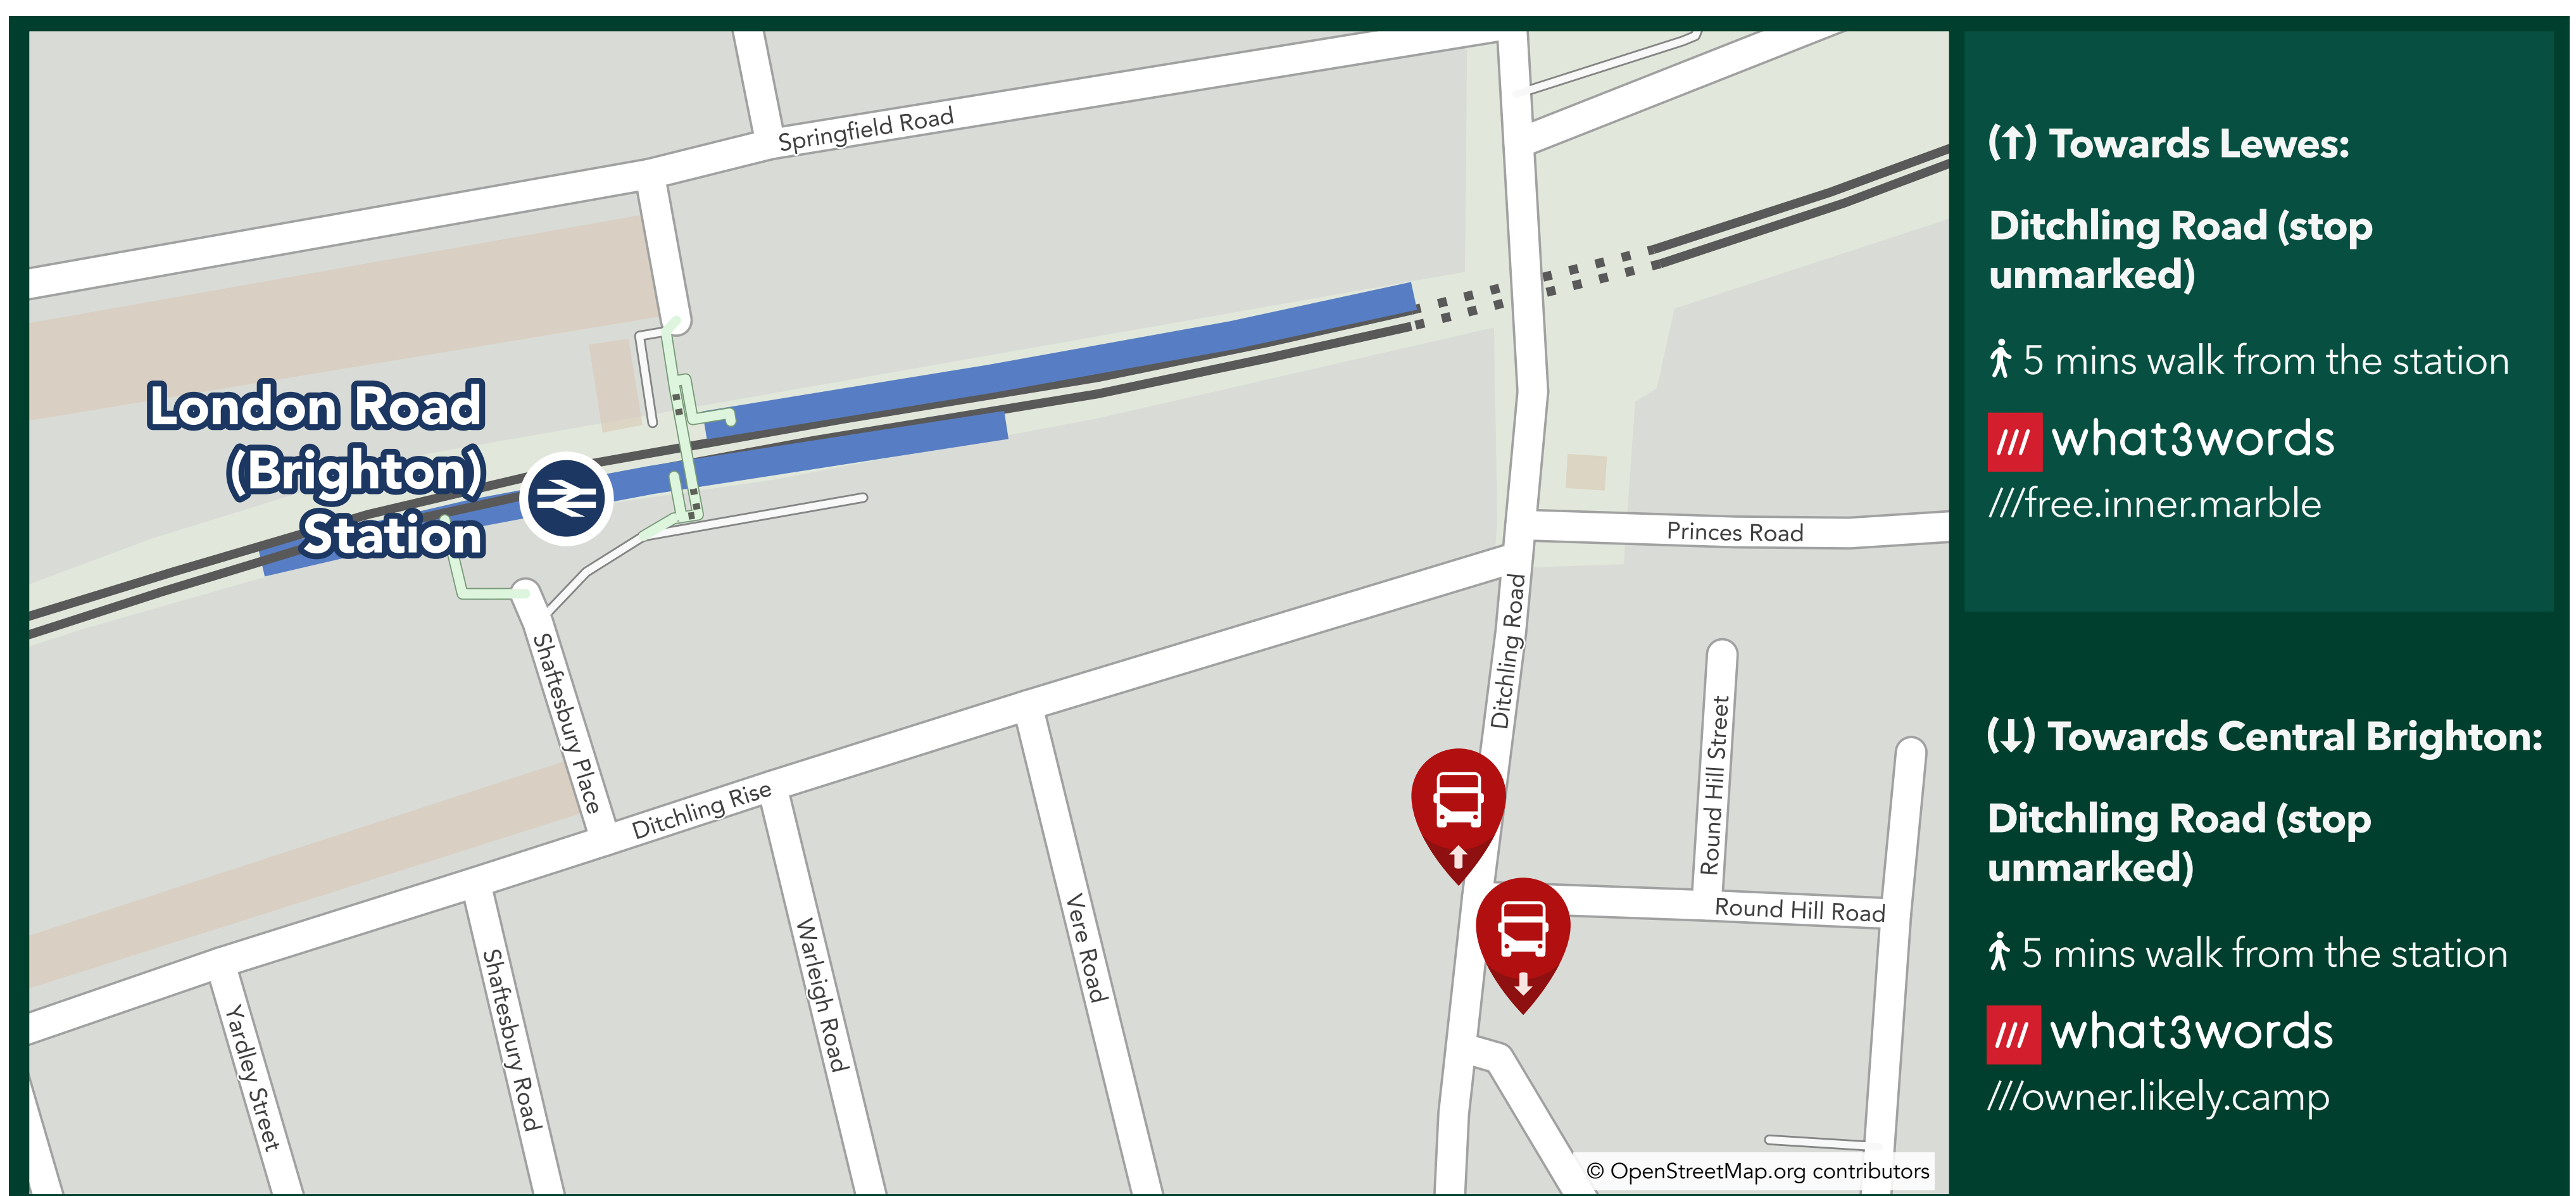 Springfield Road
London Road
(Brighton)
Station
Shaftesbury Place
Ditchling Rise
Ditchling Road
Princes Road
Round Hill Street
Round Hill Road
Vere Road
Warleigh Road
Shaftesbury Road
Yardley Street
© OpenStreetMap.org contributors
(↑) Towards Lewes:
Ditchling Road (stop
unmarked)
5 mins walk from the station
what3words
///free.inner.marble
(↓) Towards Central Brighton:
Ditchling Road (stop
unmarked)
5 mins walk from the station
what3words
///owner.likely.camp